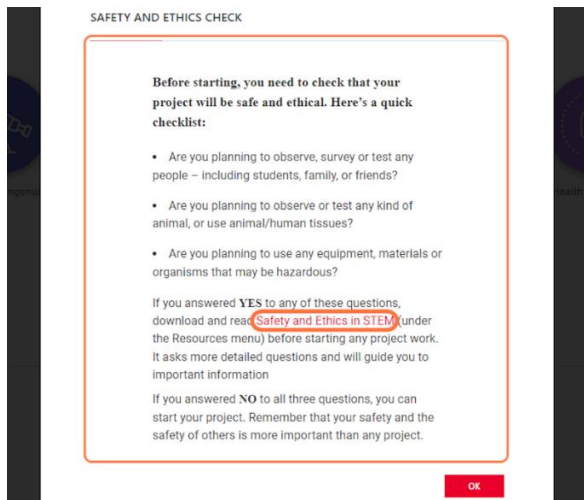 SAFETY AND ETHICS CHECK
Before starting, you need to check that your
project will be safe and ethical. Here’s a quick
checklist:
• Are you planning to observe, survey or test any
people – including students, family, or friends?
• Are you planning to observe or test any kind of
animal, or use animal/human tissues?
• Are you planning to use any equipment, materials or
organisms that may be hazardous?
If you answered YES to any of these questions,
download and read Safety and Ethics in STEM (under
the Resources menu) before starting any project work.
It asks more detailed questions and will guide you to
important information
If you answered NO to all three questions, you can
start your project. Remember that your safety and the
safety of others is more important than any project.
OK